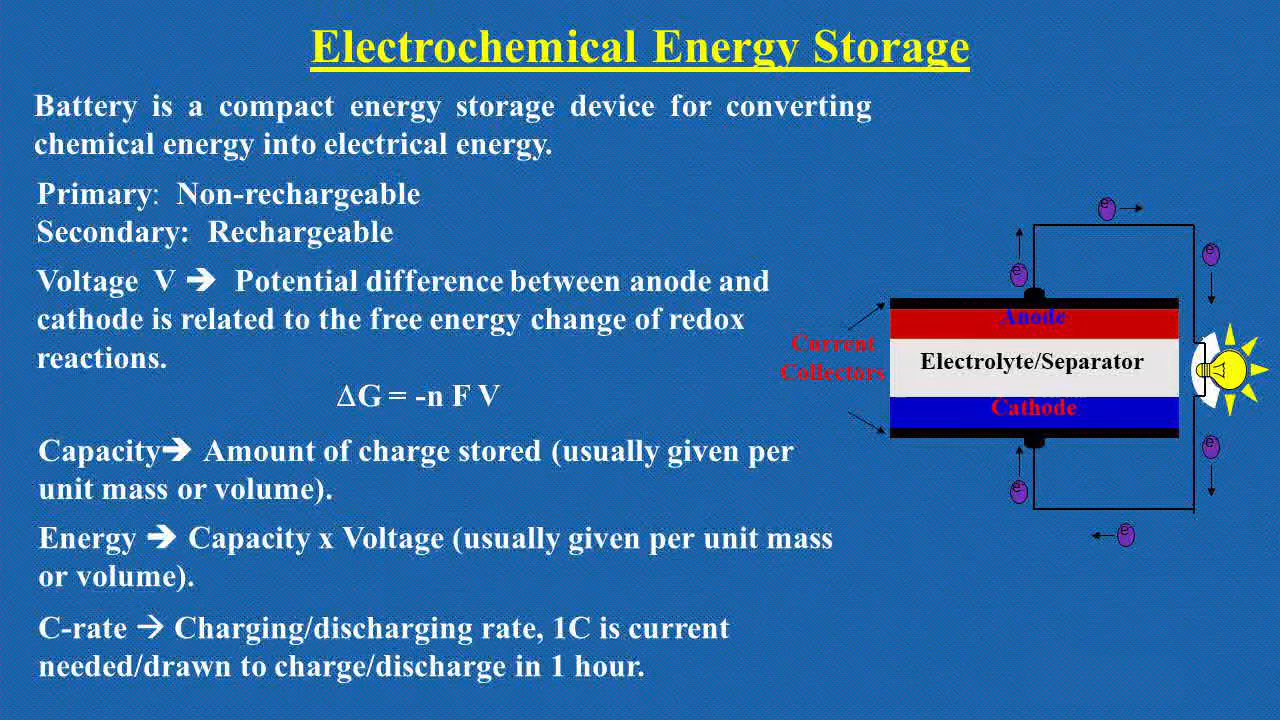 Electrochemical Energy Storage
Battery is a compact energy storage device for converting
chemical energy into electrical energy.
Primary: Non-rechargeable
Secondary: Rechargeable
Voltage V ➔ Potential difference between anode and
cathode is related to the free energy change of redox
reactions.
ΔG = -n F V
Capacity➔ Amount of charge stored (usually given per
unit mass or volume).
Energy ➔ Capacity x Voltage (usually given per unit mass
or volume).
C-rate → Charging/discharging rate, 1C is current
needed/drawn to charge/discharge in 1 hour.
e⁻
e⁻
e⁻
Anode
Current
Collectors
Electrolyte/Separator
Cathode
e⁻
e⁻
e⁻